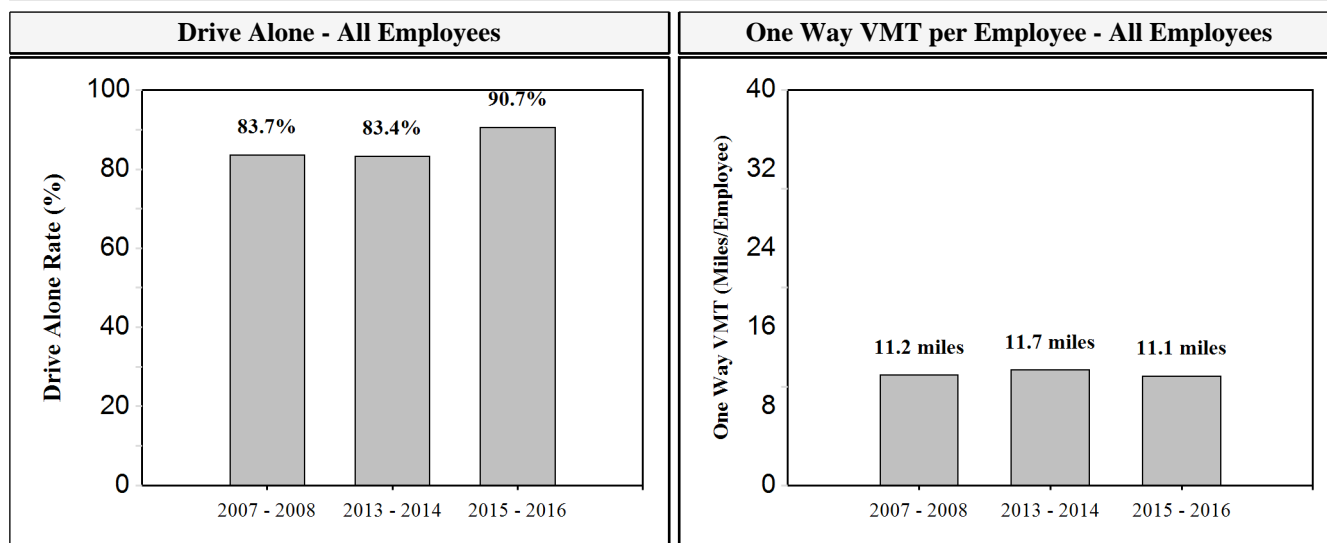 Drive Alone - All Employees
Drive Alone Rate (%)
100
80
60
40
20
0
83.7%
83.4%
90.7%
2007 - 2008
2013 - 2014
2015 - 2016
One Way VMT per Employee - All Employees
One Way VMT (Miles/Employee)
40
32
24
16
8
0
11.2 miles
11.7 miles
11.1 miles
2007 - 2008
2013 - 2014
2015 - 2016